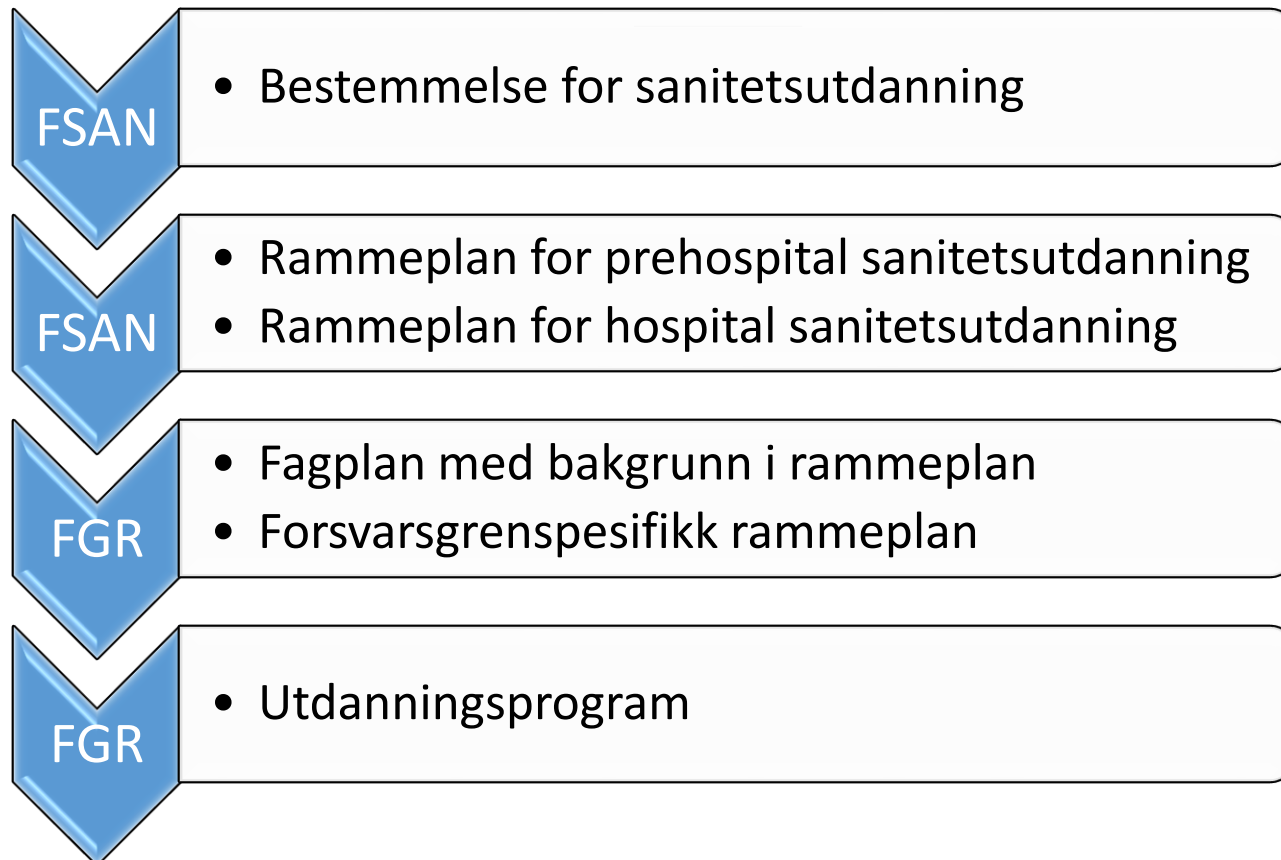 FSAN
• Bestemmelse for sanitetsutdanning
FSAN
• Rammeplan for prehospital sanitetsutdanning
• Rammeplan for hospital sanitetsutdanning
FGR
• Fagplan med bakgrunn i rammeplan
• Forsvarsgrenspesifikk rammeplan
FGR
• Utdanningsprogram